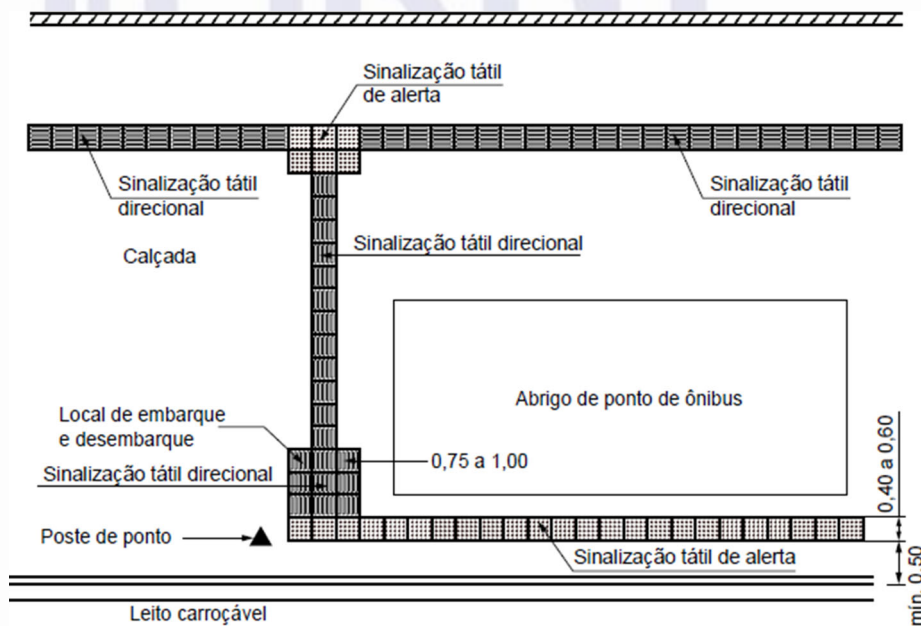 Sinalização tátil
de alerta
Sinalização tátil
direcional
Sinalização tátil
direcional
Calçada
Sinalização tátil direcional
Abrigo de ponto de ônibus
Local de embarque
e desembarque
0,75 a 1,00
Sinalização tátil direcional
0,40 a 0,60
Poste de ponto
Sinalização tátil de alerta
mín. 0,50
Leito carroçável